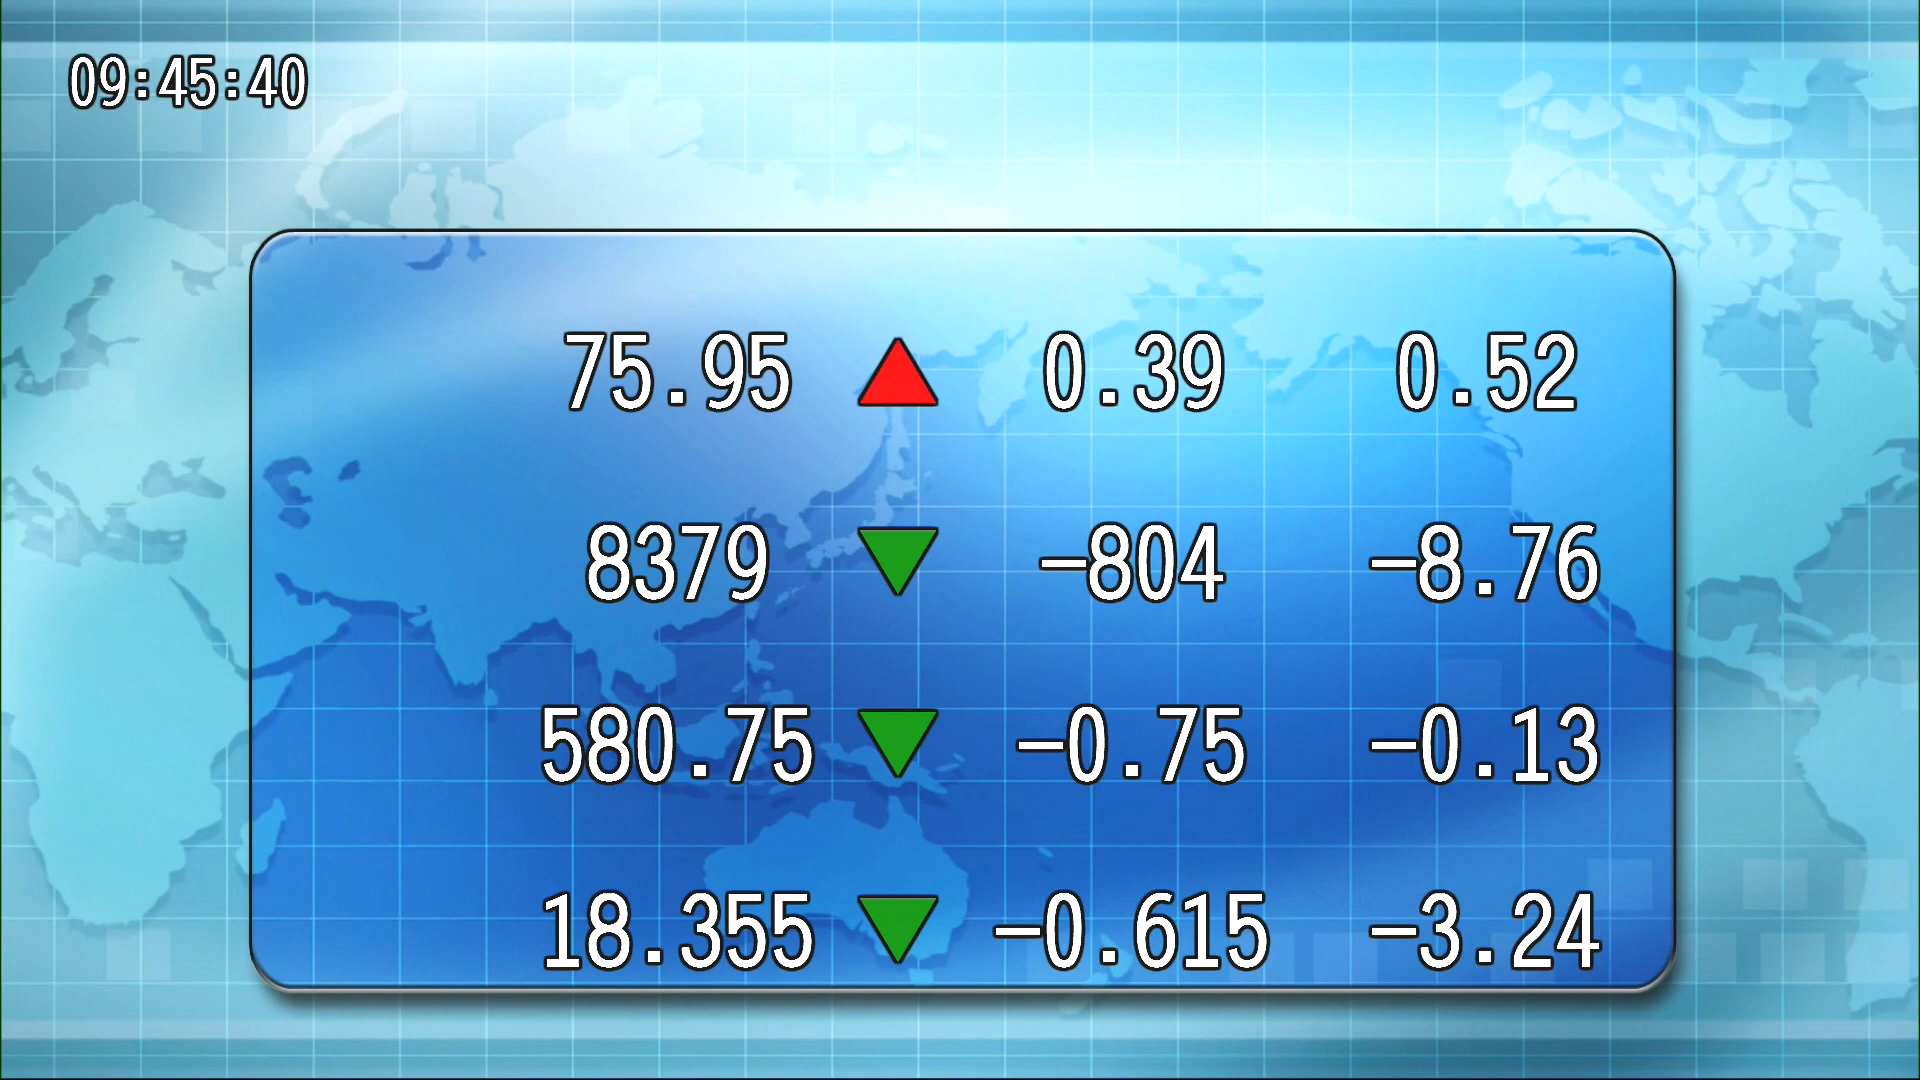 09:45:40
75.95 ▲ 0.39 0.52
8379 ▼ -804 -8.76
580.75 ▼ -0.75 -0.13
18.355 ▼ -0.615 -3.24